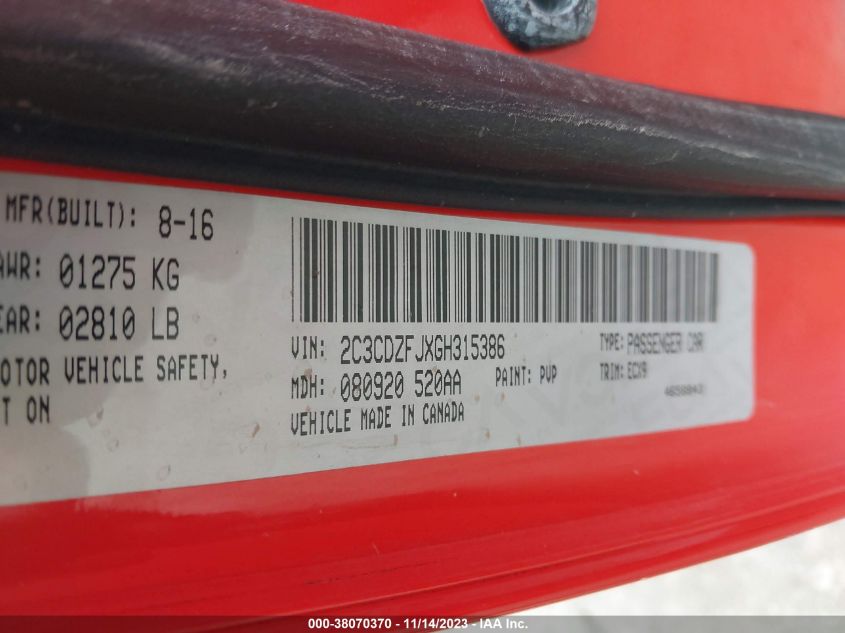 MFR(BUILT): 8-16
AWR: 01275 KG
EAR: 02810 LB
OTOR VEHICLE SAFETY,
T ON
VIN: 2C3CDZFJXGH315386
TYPE: PASSENGER CAR
MDH: 080920 520AA
PAINT: PVP
TRIM: ECX9
VEHICLE MADE IN CANADA
000-38070370 - 11/14/2023 - IAA Inc.